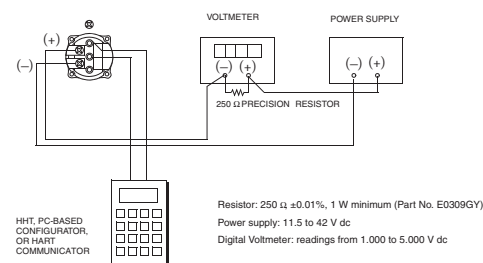 VOLTMETER
POWER SUPPLY
(+)
(–)
(–) (+)
(–) (+)
250 Ω PRECISION RESISTOR
HHT, PC-BASED
CONFIGURATOR,
OR HART
COMMUNICATOR
Resistor: 250 Ω, ±0.01%, 1 W minimum (Part No. E0309GY)
Power supply: 11.5 to 42 V dc
Digital Voltmeter: readings from 1.000 to 5.000 V dc